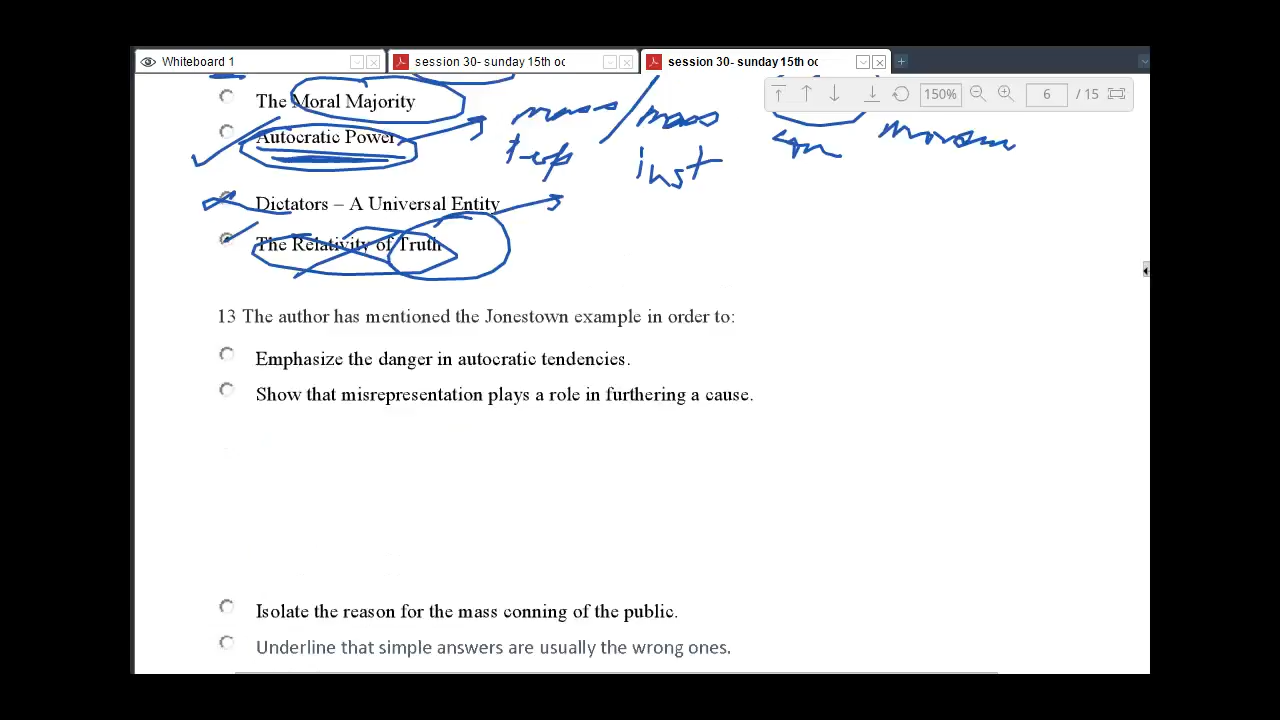 Whiteboard 1
session 30- sunday 15th oc
session 30- sunday 15th oc
150%
6
/ 15
The Moral Majority
Autocratic Power
mass / mass
inst
Dictators – A Universal Entity
The Relativity of Truth
13 The author has mentioned the Jonestown example in order to:
Emphasize the danger in autocratic tendencies.
Show that misrepresentation plays a role in furthering a cause.
Isolate the reason for the mass conning of the public.
Underline that simple answers are usually the wrong ones.